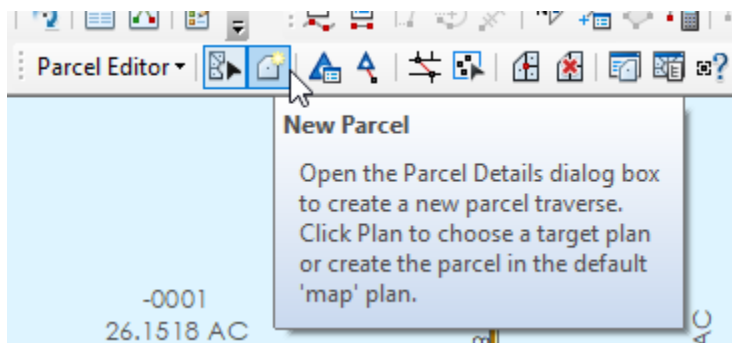 Parcel Editor
New Parcel
Open the Parcel Details dialog box
to create a new parcel traverse.
Click Plan to choose a target plan
or create the parcel in the default
'map' plan.
-0001
26.1518 AC
AC